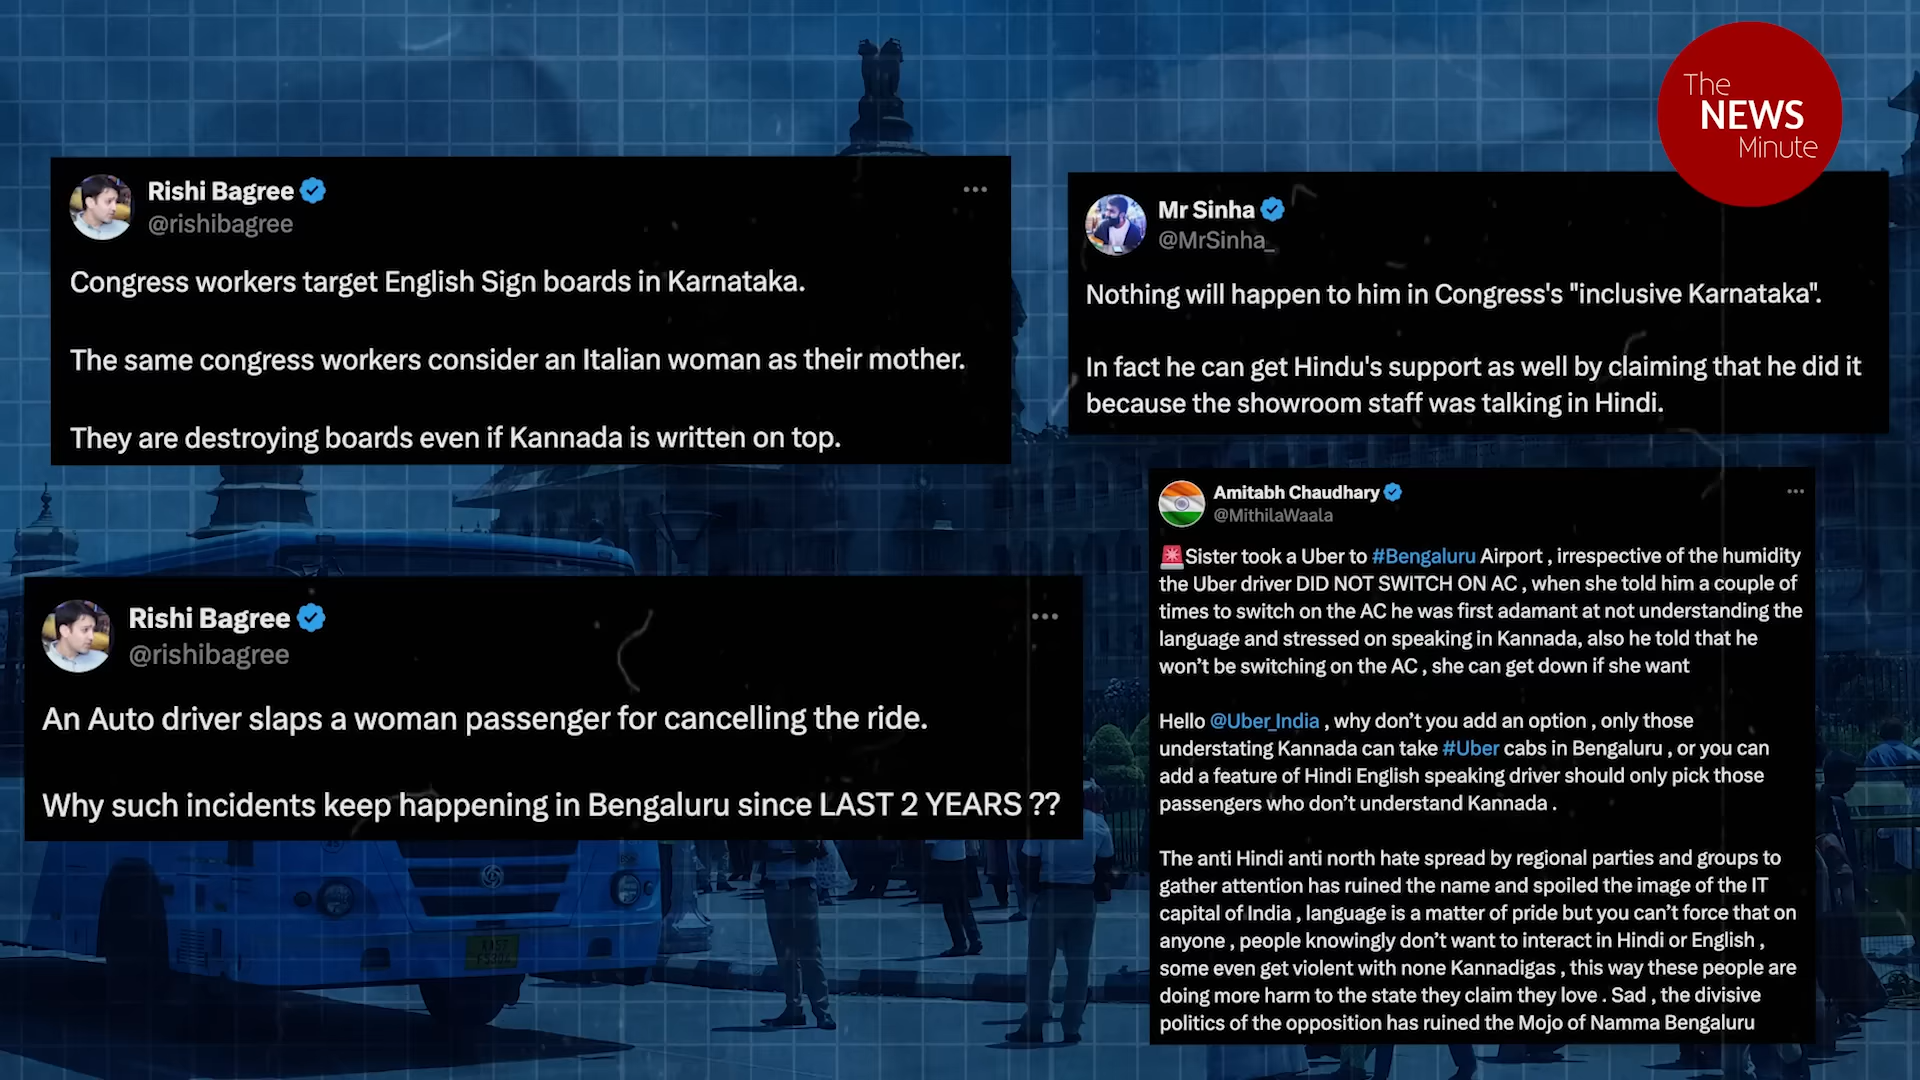 The
NEWS
Minute
Rishi Bagree
@rishibagree
Congress workers target English Sign boards in Karnataka.
The same congress workers consider an Italian woman as their mother.
They are destroying boards even if Kannada is written on top.
Mr Sinha
@MrSinha_
Nothing will happen to him in Congress's "inclusive Karnataka".
In fact he can get Hindu's support as well by claiming that he did it
because the showroom staff was talking in Hindi.
Rishi Bagree
@rishibagree
An Auto driver slaps a woman passenger for cancelling the ride.
Why such incidents keep happening in Bengaluru since LAST 2 YEARS ??
Amitabh Chaudhary
@MithilaWaala
🚨Sister took a Uber to #Bengaluru Airport , irrespective of the humidity
the Uber driver DID NOT SWITCH ON AC , when she told him a couple of
times to switch on the AC he was first adamant at not understanding the
language and stressed on speaking in Kannada, also he told that he
won't be switching on the AC , she can get down if she want
Hello @Uber_India , why don't you add an option , only those
understating Kannada can take #Uber cabs in Bengaluru , or you can
add a feature of Hindi English speaking driver should only pick those
passengers who don't understand Kannada .
The anti Hindi anti north hate spread by regional parties and groups to
gather attention has ruined the name and spoiled the image of the IT
capital of India , language is a matter of pride but you can't force that on
anyone , people knowingly don't want to interact in Hindi or English ,
some even get violent with none Kannadigas , this way these people are
doing more harm to the state they claim they love . Sad , the divisive
politics of the opposition has ruined the Mojo of Namma Bengaluru